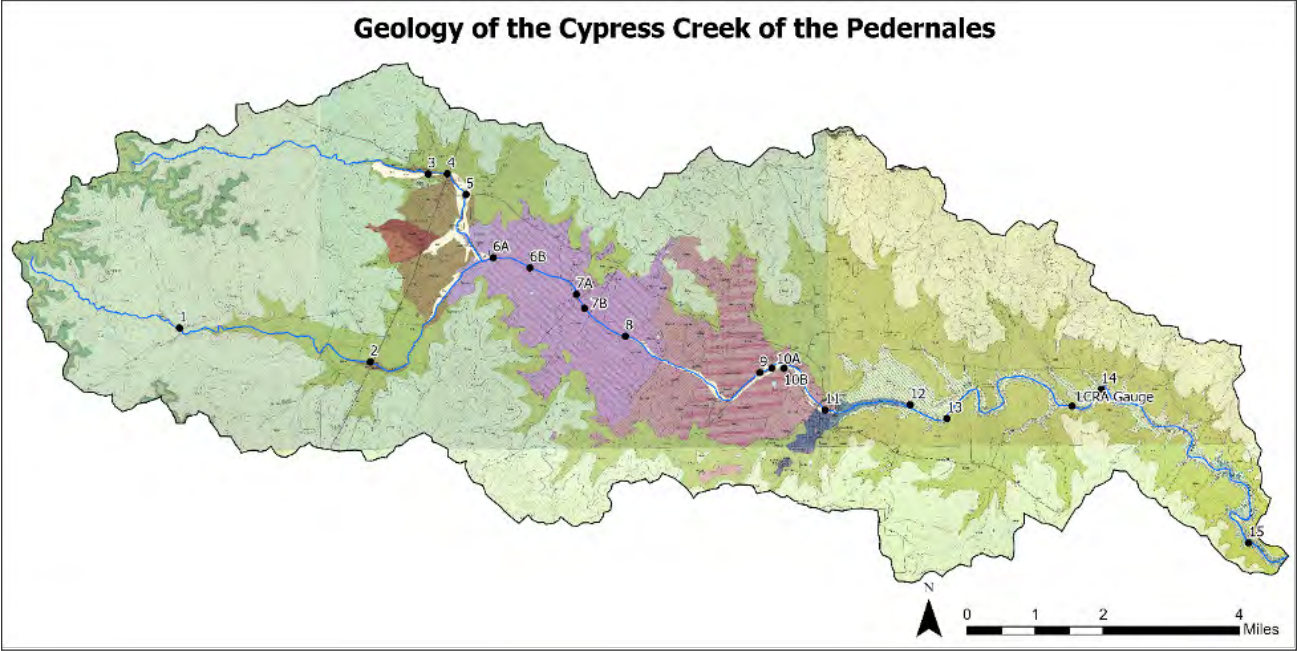 Geology of the Cypress Creek of the Pedernales
3 4
5
6A
6B
7A
7B
1
8
2
9 10A
10B
11
12
13
14
LCRA Gauge
15
N
0 1 2 4
Miles